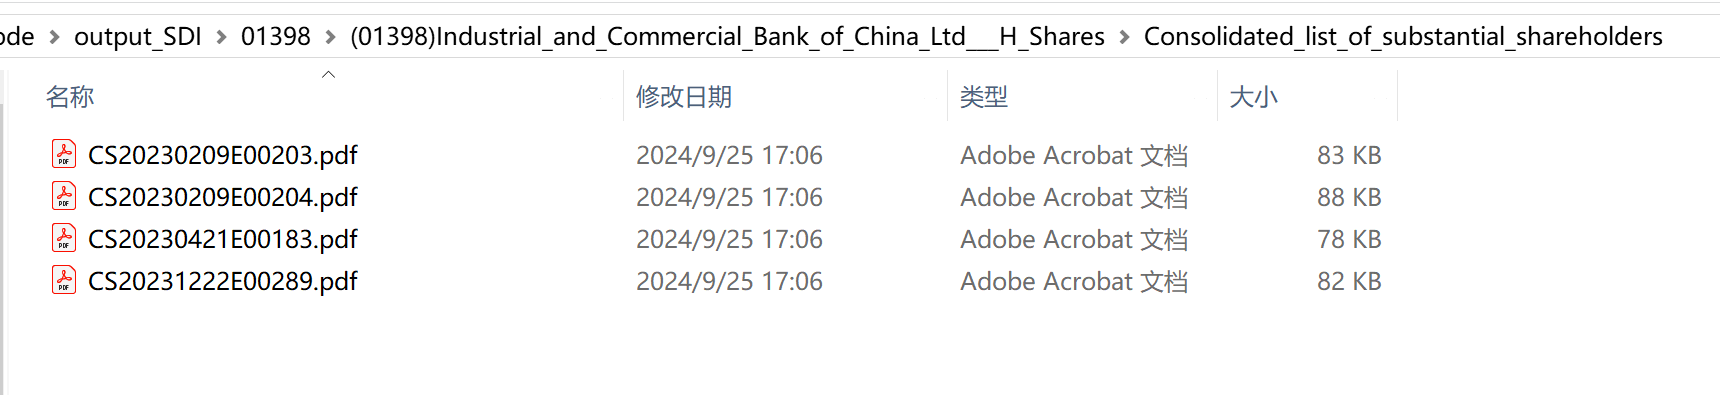 ode > output_SDI > 01398 > (01398)Industrial_and_Commercial_Bank_of_China_Ltd___H_Shares > Consolidated_list_of_substantial_shareholders
名称 修改日期 类型 大小
CS20230209E00203.pdf 2024/9/25 17:06 Adobe Acrobat 文档 83 KB
CS20230209E00204.pdf 2024/9/25 17:06 Adobe Acrobat 文档 88 KB
CS20230421E00183.pdf 2024/9/25 17:06 Adobe Acrobat 文档 78 KB
CS20231222E00289.pdf 2024/9/25 17:06 Adobe Acrobat 文档 82 KB